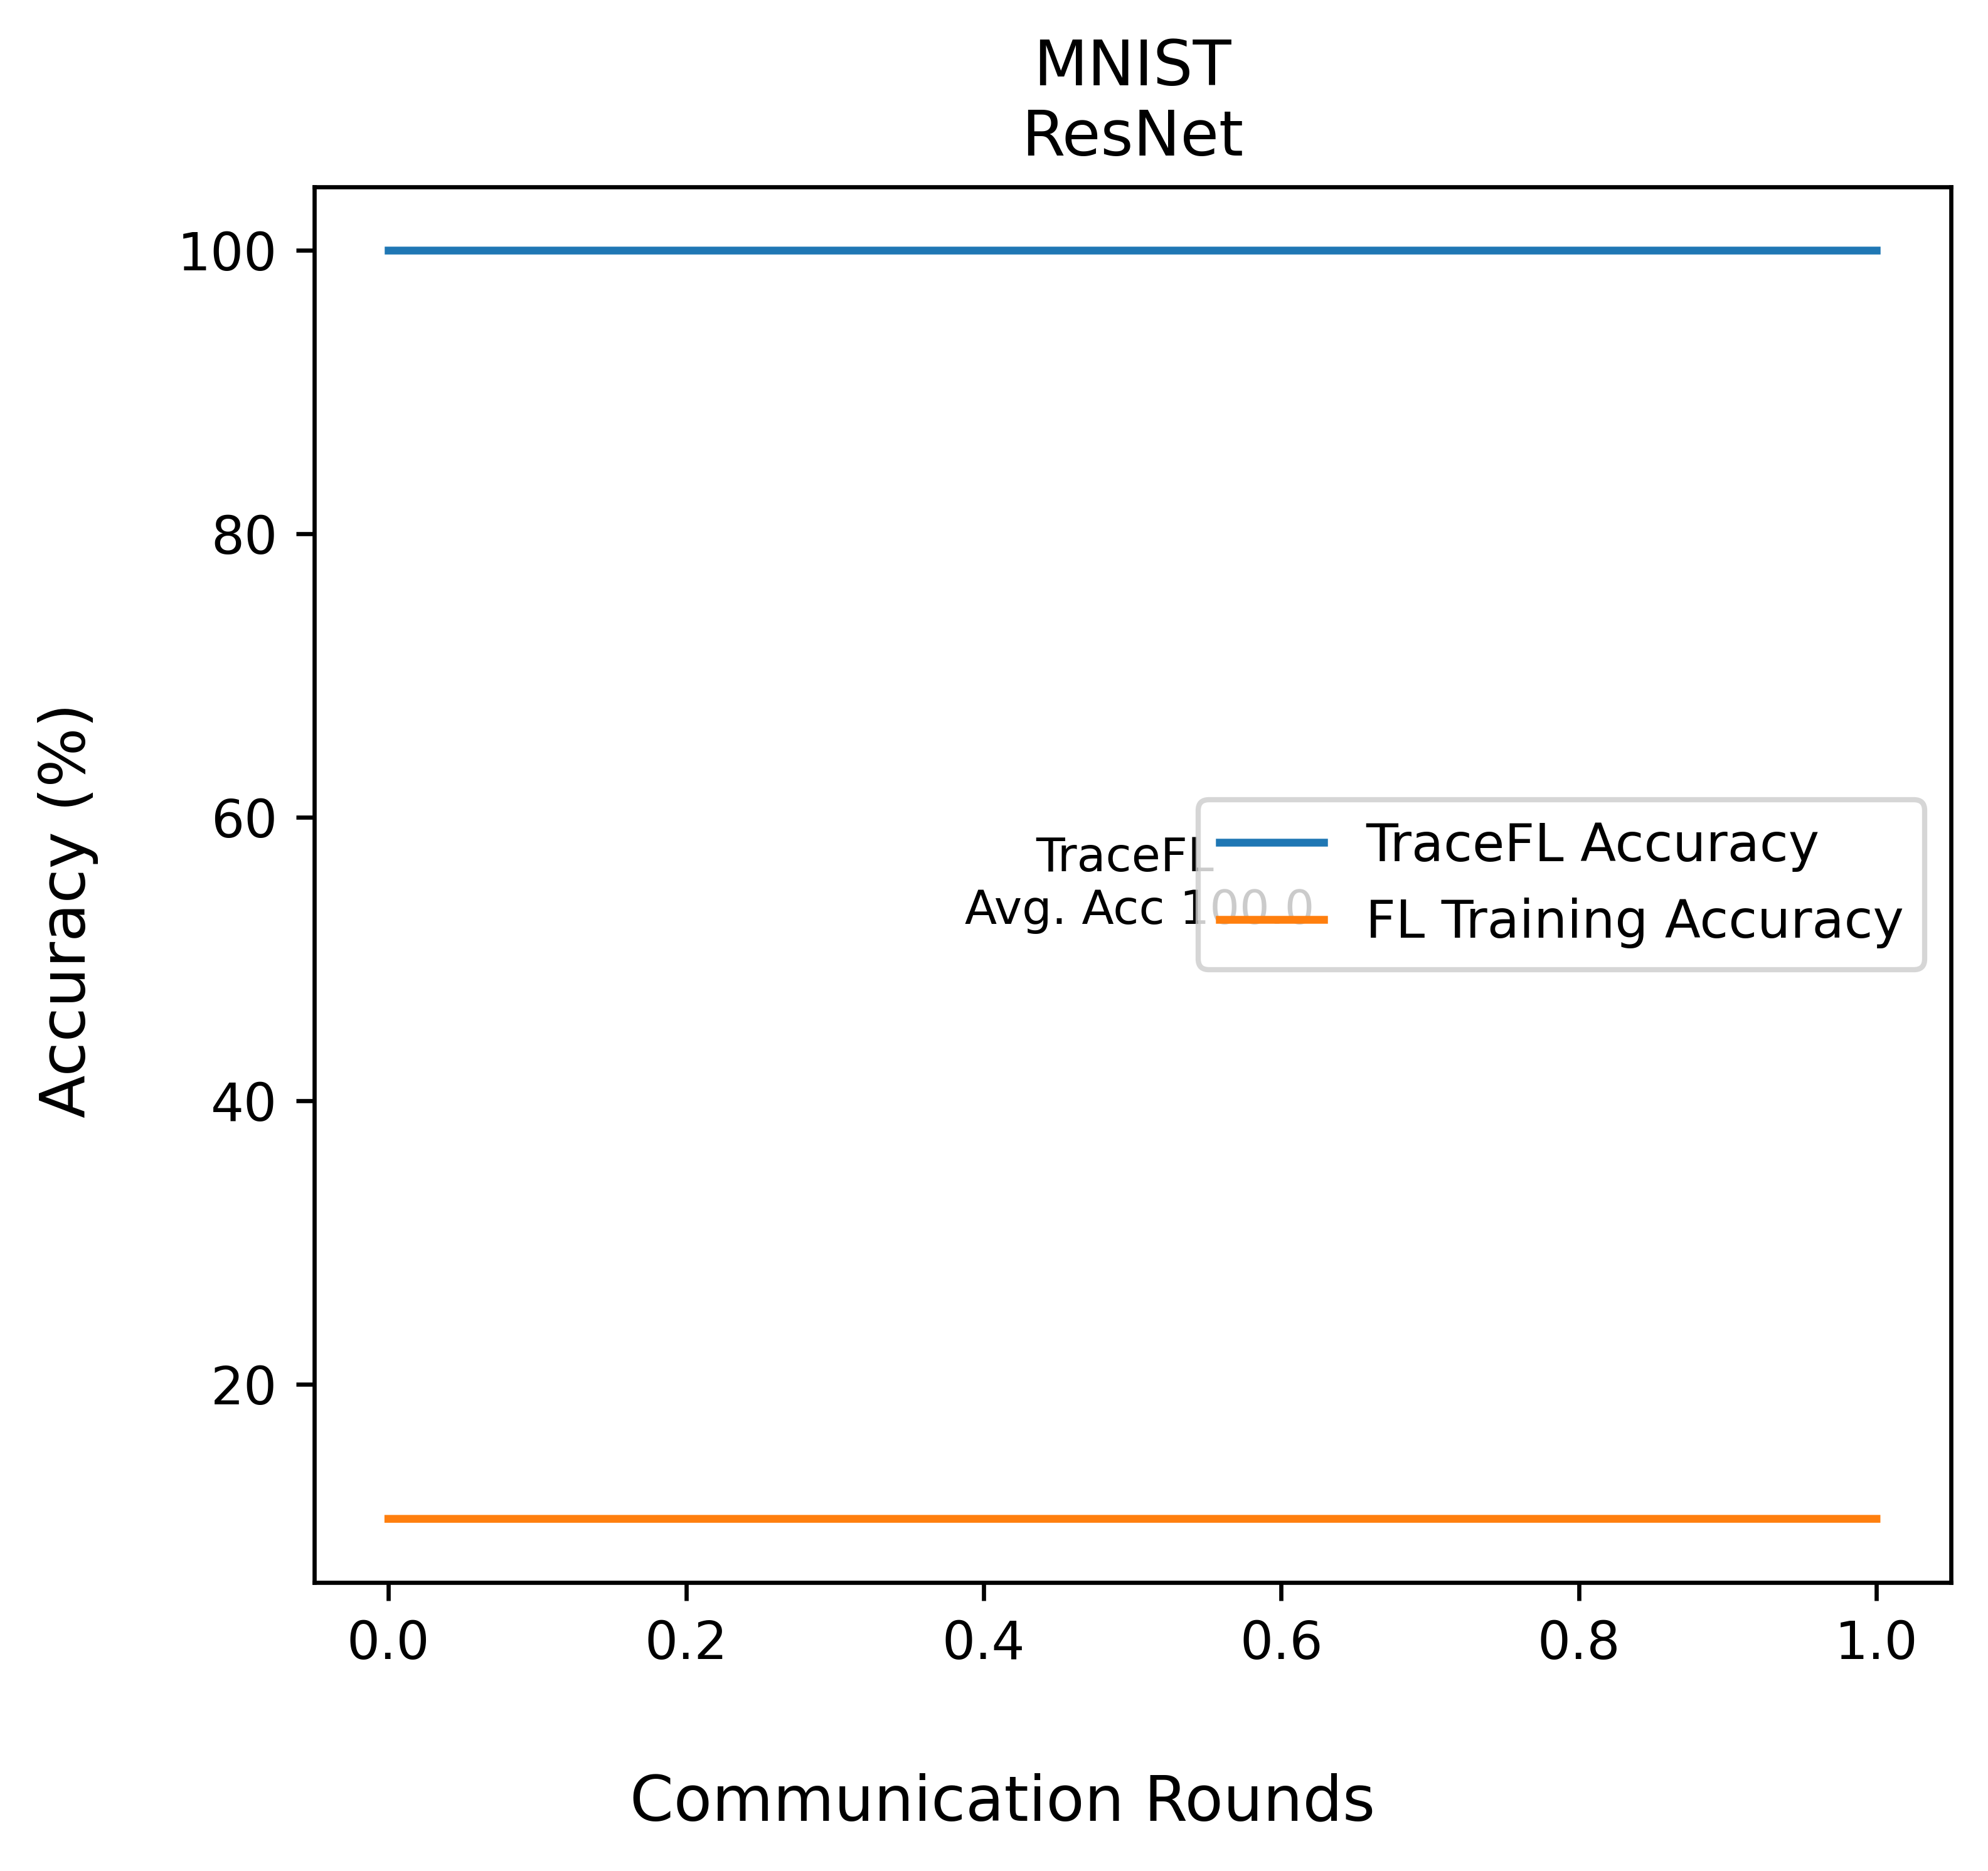 MNIST
ResNet
100
80
60
40
20
Accuracy (%)
TraceFL
Avg. Acc 100.0
TraceFL Accuracy
FL Training Accuracy
0.0 0.2 0.4 0.6 0.8 1.0
Communication Rounds